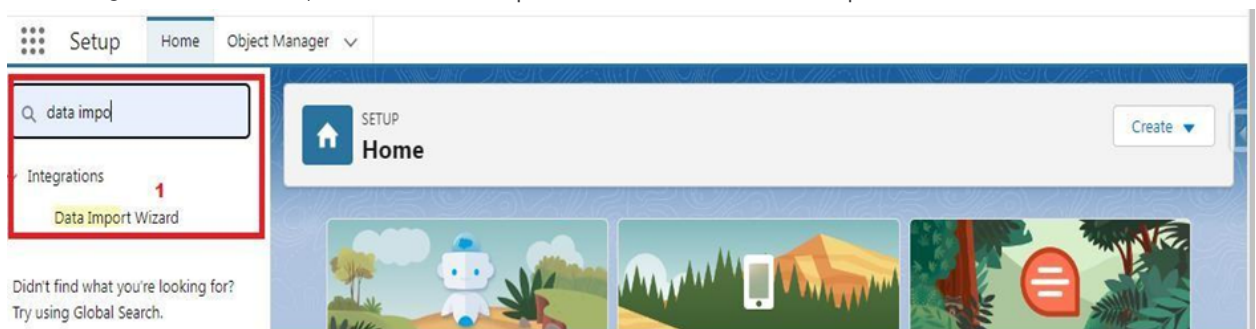 Setup
Home
Object Manager
data impo
SETUP
Home
Create
Integrations
1
Data Import Wizard
Didn't find what you're looking for?
Try using Global Search.